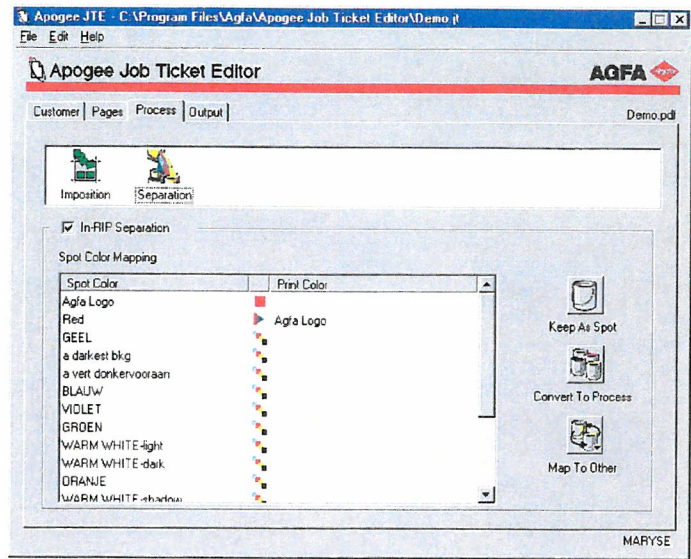 Apogee JTE - C:\Program Files\Agfa\Apogee Job Ticket Editor\Demo.jt
File Edit Help
Apogee Job Ticket Editor AGFA
Customer Pages Process Output Demo.pdf
Imposition Separation
In-RIP Separation
Spot Color Mapping
Spot Color Print Color
Agfa Logo
Red Agfa Logo
GEEL
a darkest bkg
a vert donkervooraan
BLAUW
VIOLET
GROEN
WARM WHITE-light
WARM WHITE-dark
ORANJE
WARM WHITE-shadow
Keep As Spot
Convert To Process
Map To Other
MARYSE